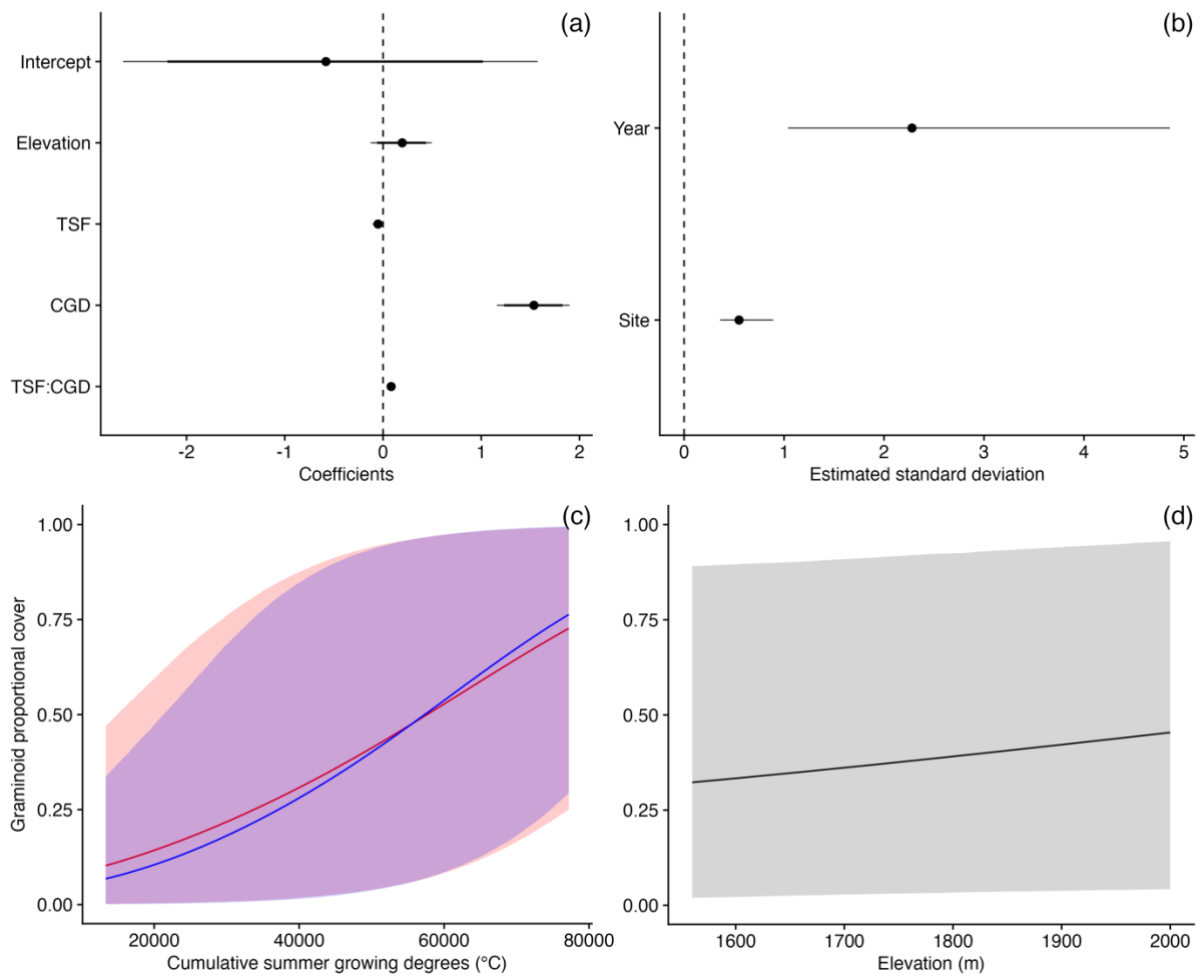 (a)
Intercept
Elevation
TSF
CGD
TSF:CGD
-2 -1 0 1 2
Coefficients
(b)
Year
Site
0 1 2 3 4 5
Estimated standard deviation
(c)
Graminoid proportional cover
1.00
0.75
0.50
0.25
0.00
20000 40000 60000 80000
Cumulative summer growing degrees (°C)
(d)
1.00
0.75
0.50
0.25
0.00
1600 1700 1800 1900 2000
Elevation (m)